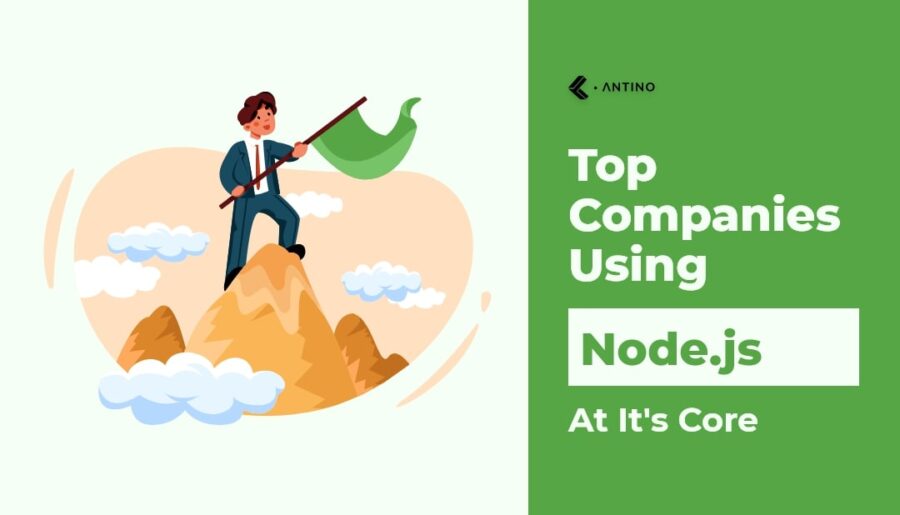 ANTINO
Top
Companies
Using
Node.js
At It's Core